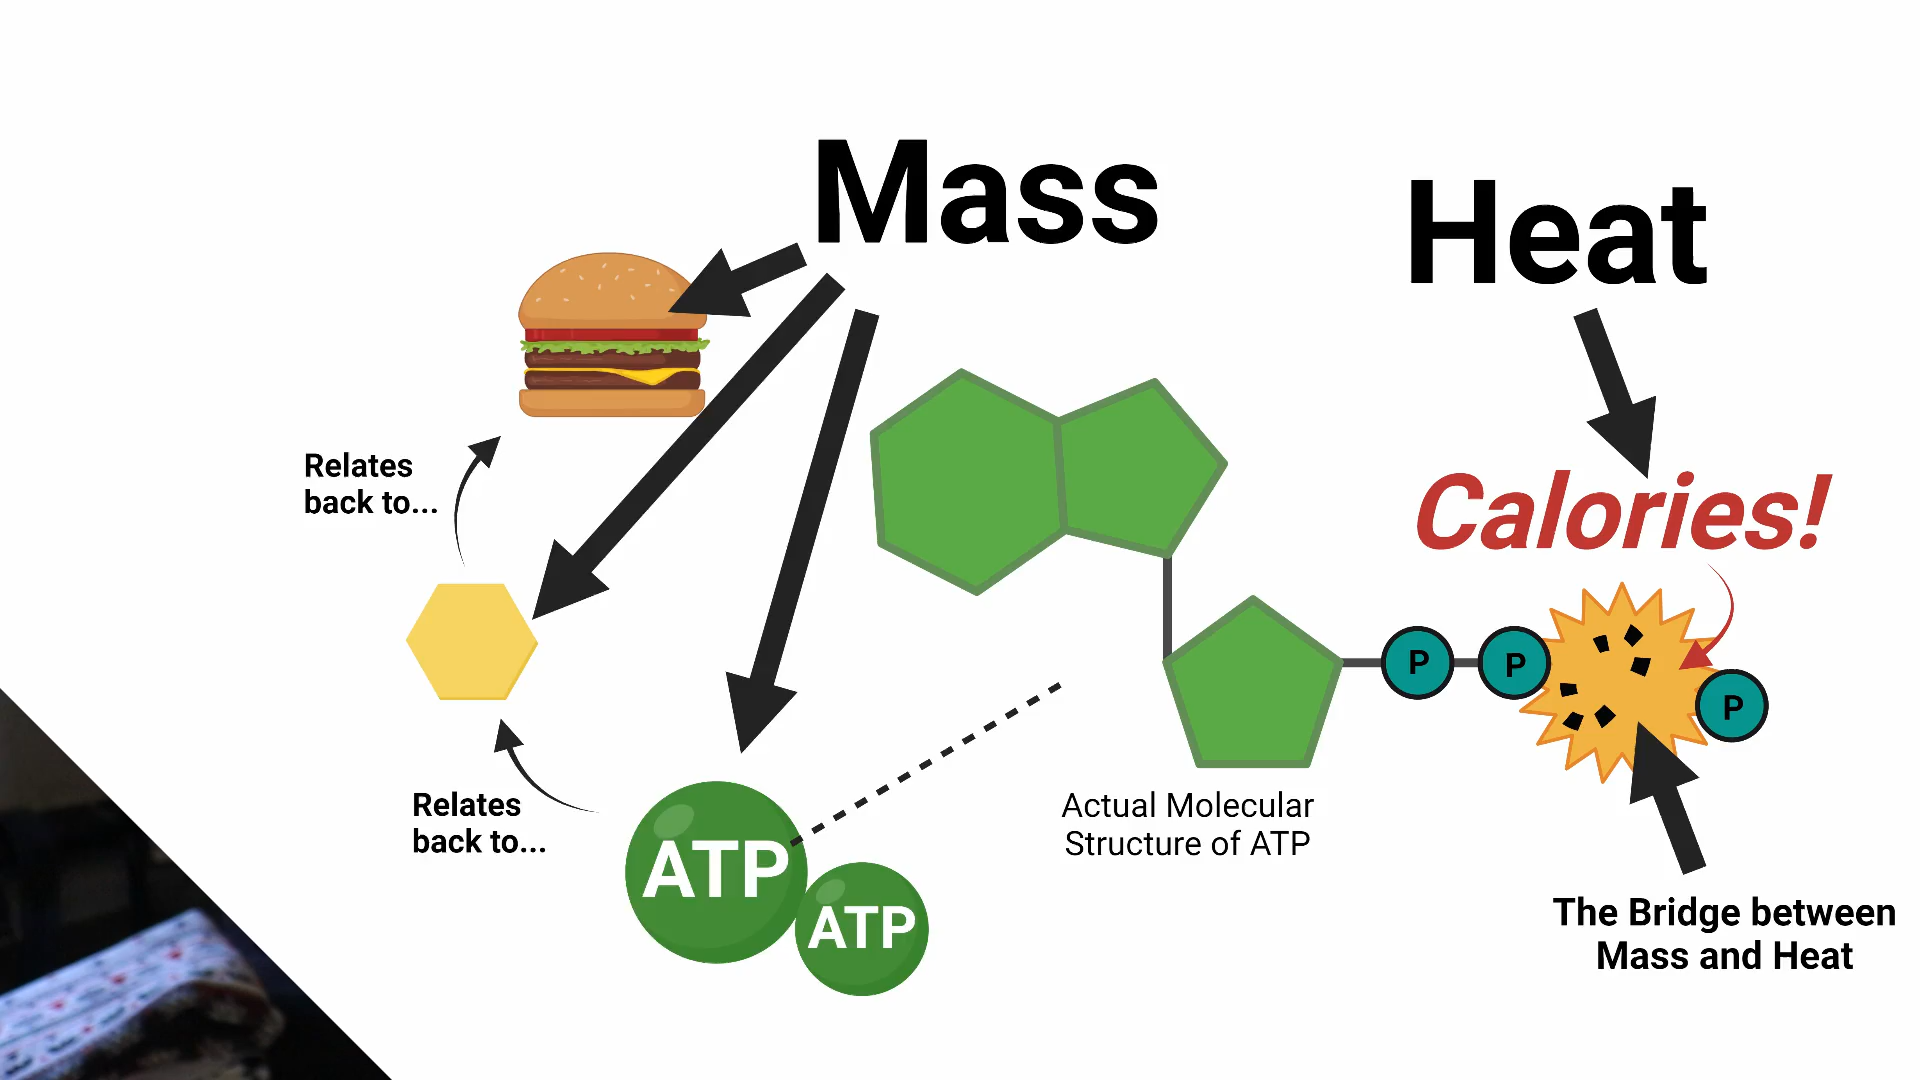 Mass
Heat
Relates
back to...
Calories!
P
P
P
Relates
back to...
ATP
ATP
Actual Molecular
Structure of ATP
The Bridge between
Mass and Heat